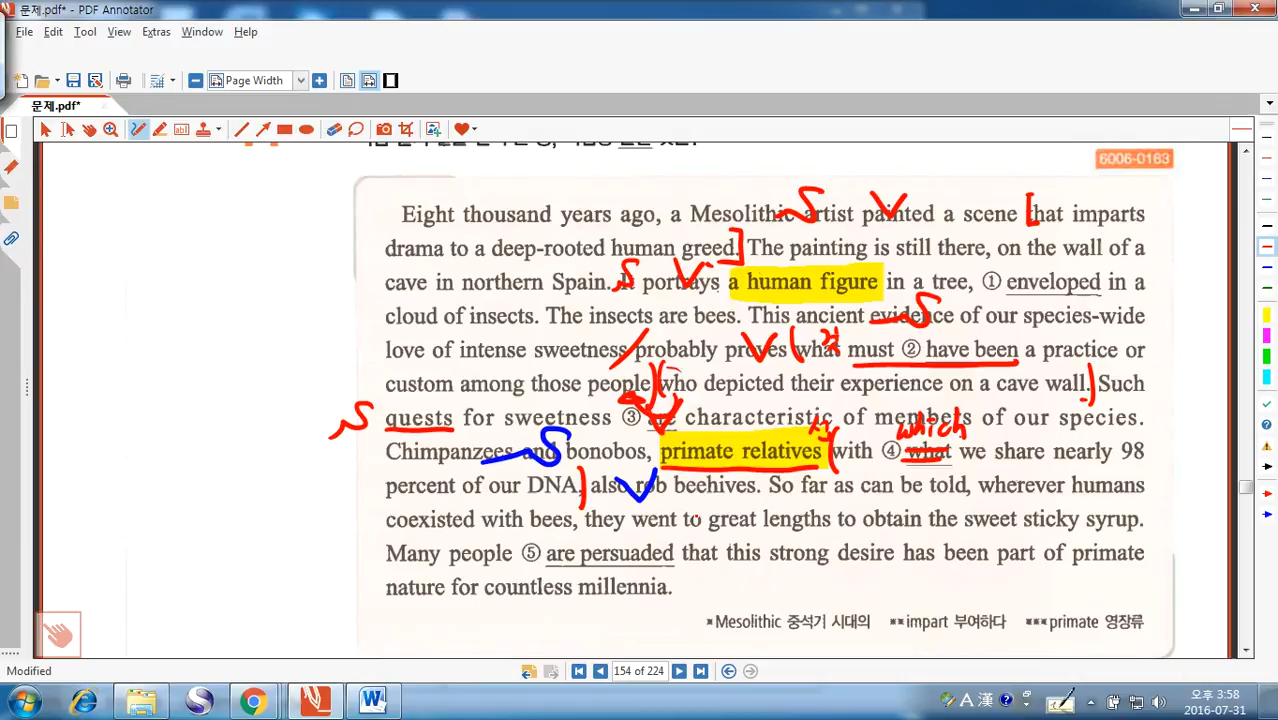 문제.pdf* - PDF Annotator
File Edit Tool View Extras Window Help
Page Width
문제.pdf*
6006-0163
S V [
Eight thousand years ago, a Mesolithic artist painted a scene that imparts
drama to a deep-rooted human greed. The painting is still there, on the wall of a
]
S V
cave in northern Spain. It portrays a human figure in a tree, ① enveloped in a
cloud of insects. The insects are bees. This ancient evidence of our species-wide
S
love of intense sweetness probably proves what must ② have been a practice or
/ V (
custom among those people who depicted their experience on a cave wall. Such
) ( )
S
quests for sweetness ③ are characteristic of members of our species.
which
Chimpanzees and bonobos, primate relatives with ④ what we share nearly 98
S (
percent of our DNA, also rob beehives. So far as can be told, wherever humans
) V
coexisted with bees, they went to great lengths to obtain the sweet sticky syrup.
Many people ⑤ are persuaded that this strong desire has been part of primate
nature for countless millennia.
*Mesolithic 중석기 시대의 **impart 부여하다 ***primate 영장류
Modified
154 of 224
A 漢
오후 3:58
2016-07-31